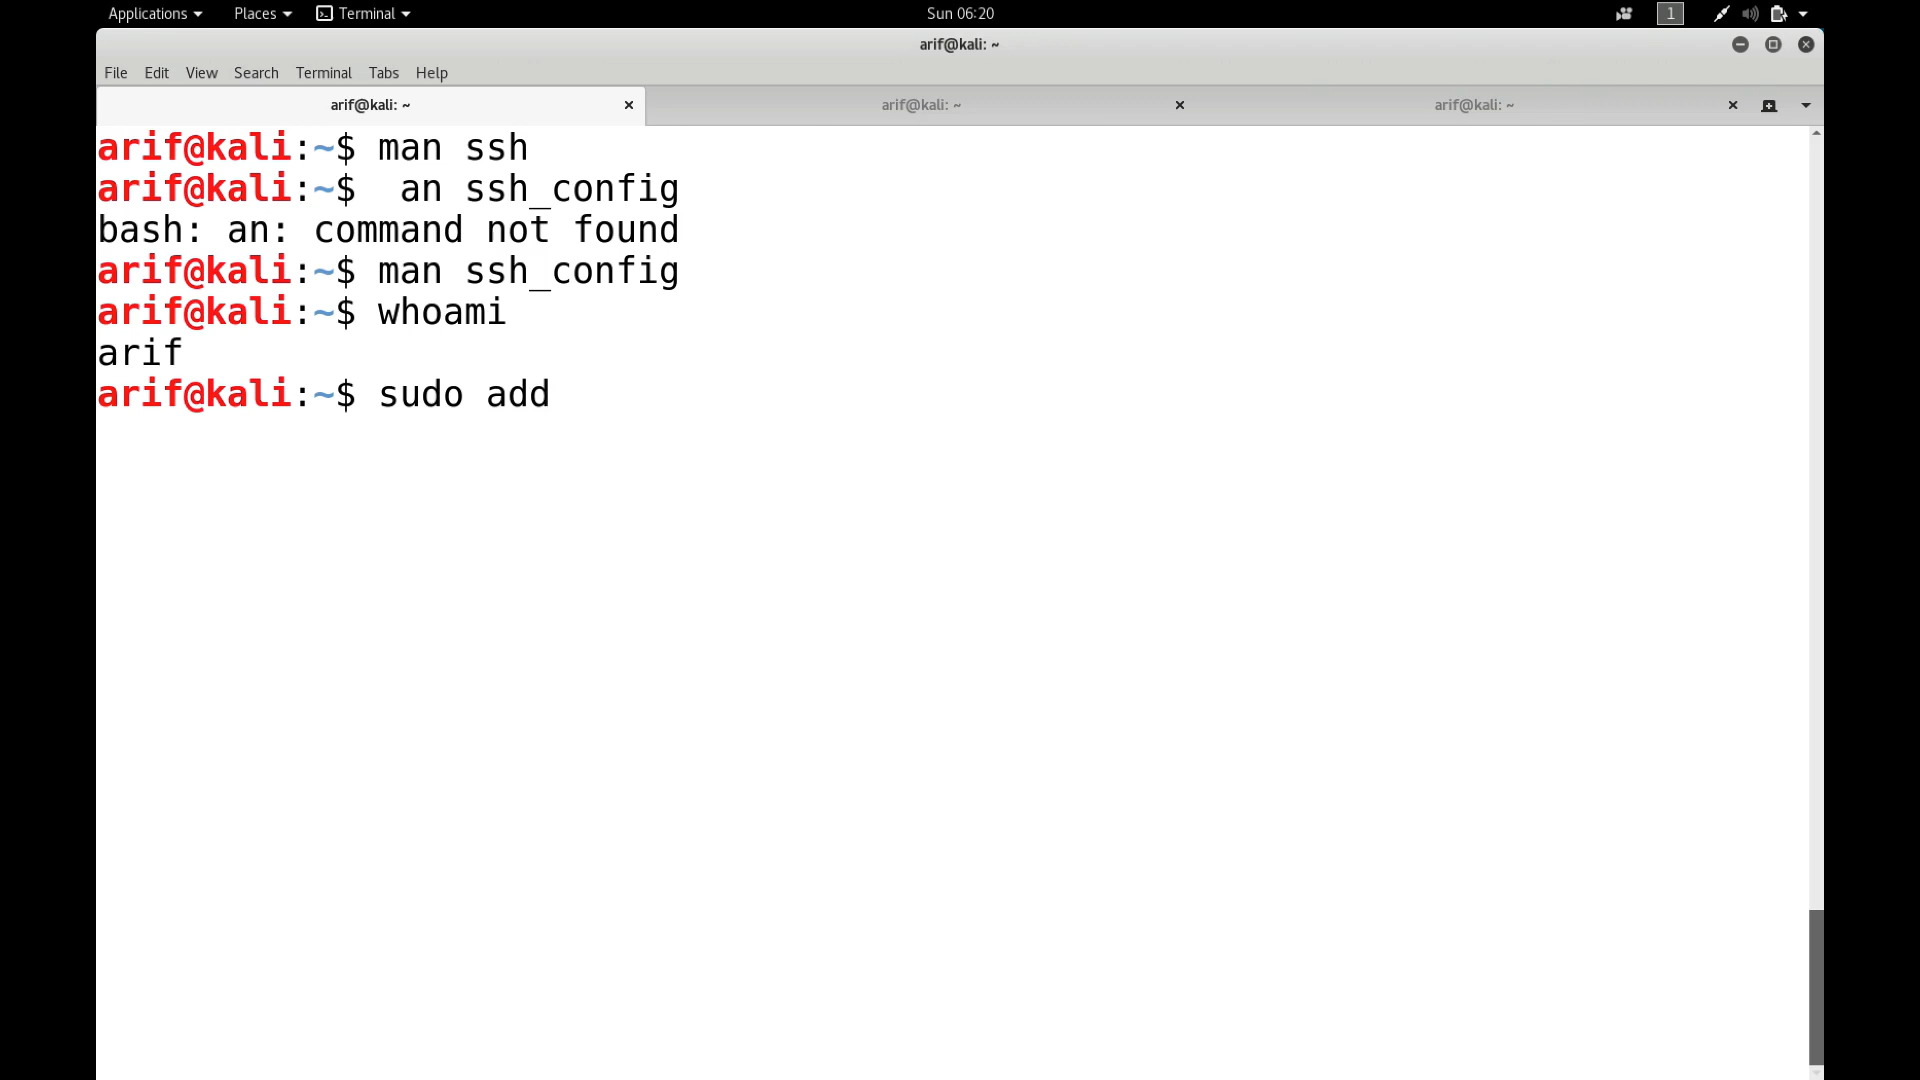 Applications Places Terminal Sun 06:20 1
arif@kali: ~
File Edit View Search Terminal Tabs Help
arif@kali: ~ arif@kali: ~ arif@kali: ~
arif@kali:~$ man ssh
arif@kali:~$  an ssh_config
bash: an: command not found
arif@kali:~$ man ssh_config
arif@kali:~$ whoami
arif
arif@kali:~$ sudo add